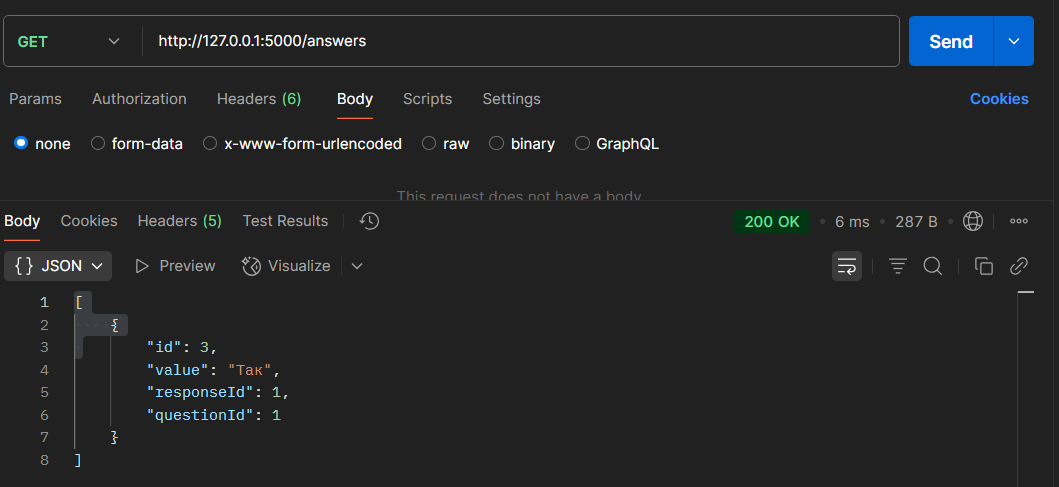 GET http://127.0.0.1:5000/answers Send
Params Authorization Headers (6) Body Scripts Settings Cookies
none form-data x-www-form-urlencoded raw binary GraphQL
This request does not have a body
Body Cookies Headers (5) Test Results 200 OK • 6 ms • 287 B •
{} JSON Preview Visualize
1 [
2 {
3 "id": 3,
4 "value": "Так",
5 "responseId": 1,
6 "questionId": 1
7 }
8 ]